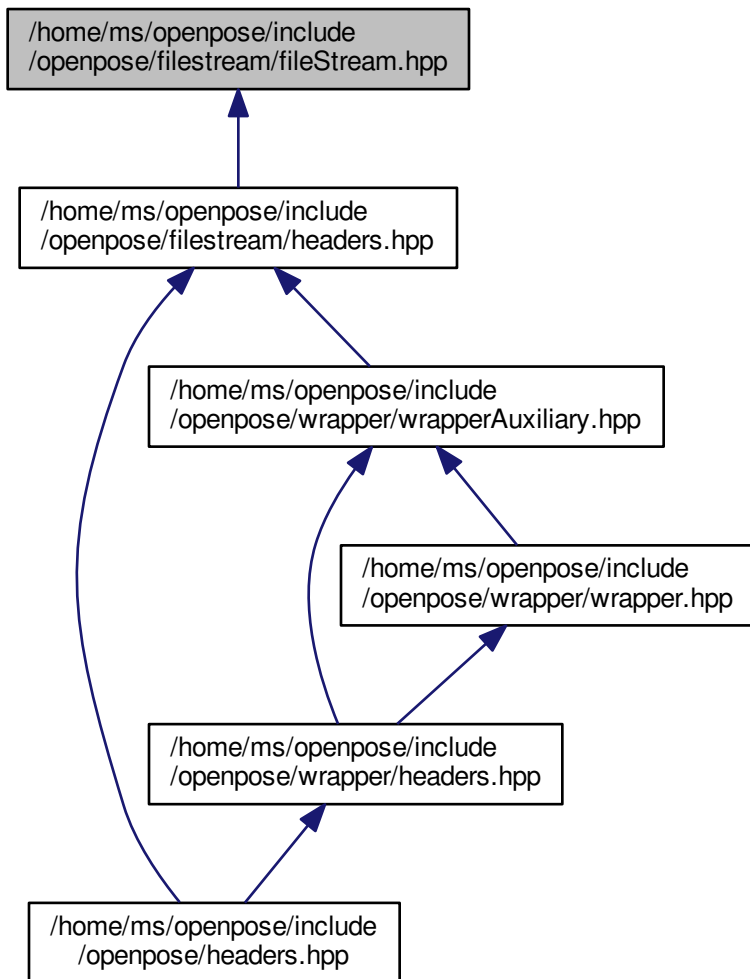 /home/ms/openpose/include
/openpose/filestream/fileStream.hpp
/home/ms/openpose/include
/openpose/filestream/headers.hpp
/home/ms/openpose/include
/openpose/wrapper/wrapperAuxiliary.hpp
/home/ms/openpose/include
/openpose/wrapper/wrapper.hpp
/home/ms/openpose/include
/openpose/wrapper/headers.hpp
/home/ms/openpose/include
/openpose/headers.hpp